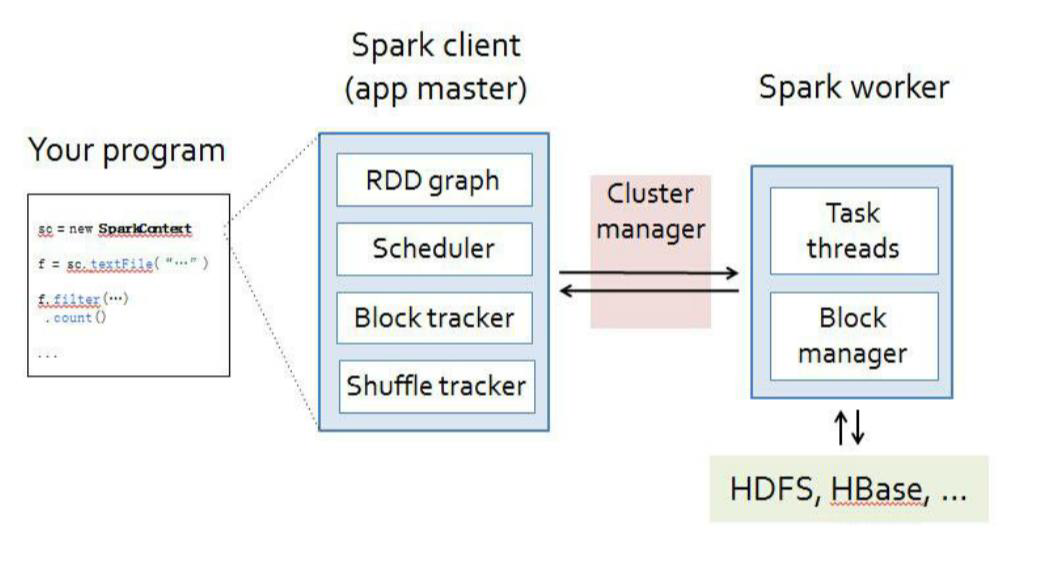 Spark client
(app master)
Spark worker
Your program
sc = new SparkContext
f = sc.textFile( "…" )
f.filter(…)
.count()
...
RDD graph
Scheduler
Block tracker
Shuffle tracker
Cluster
manager
Task
threads
Block
manager
HDFS, HBase, ...